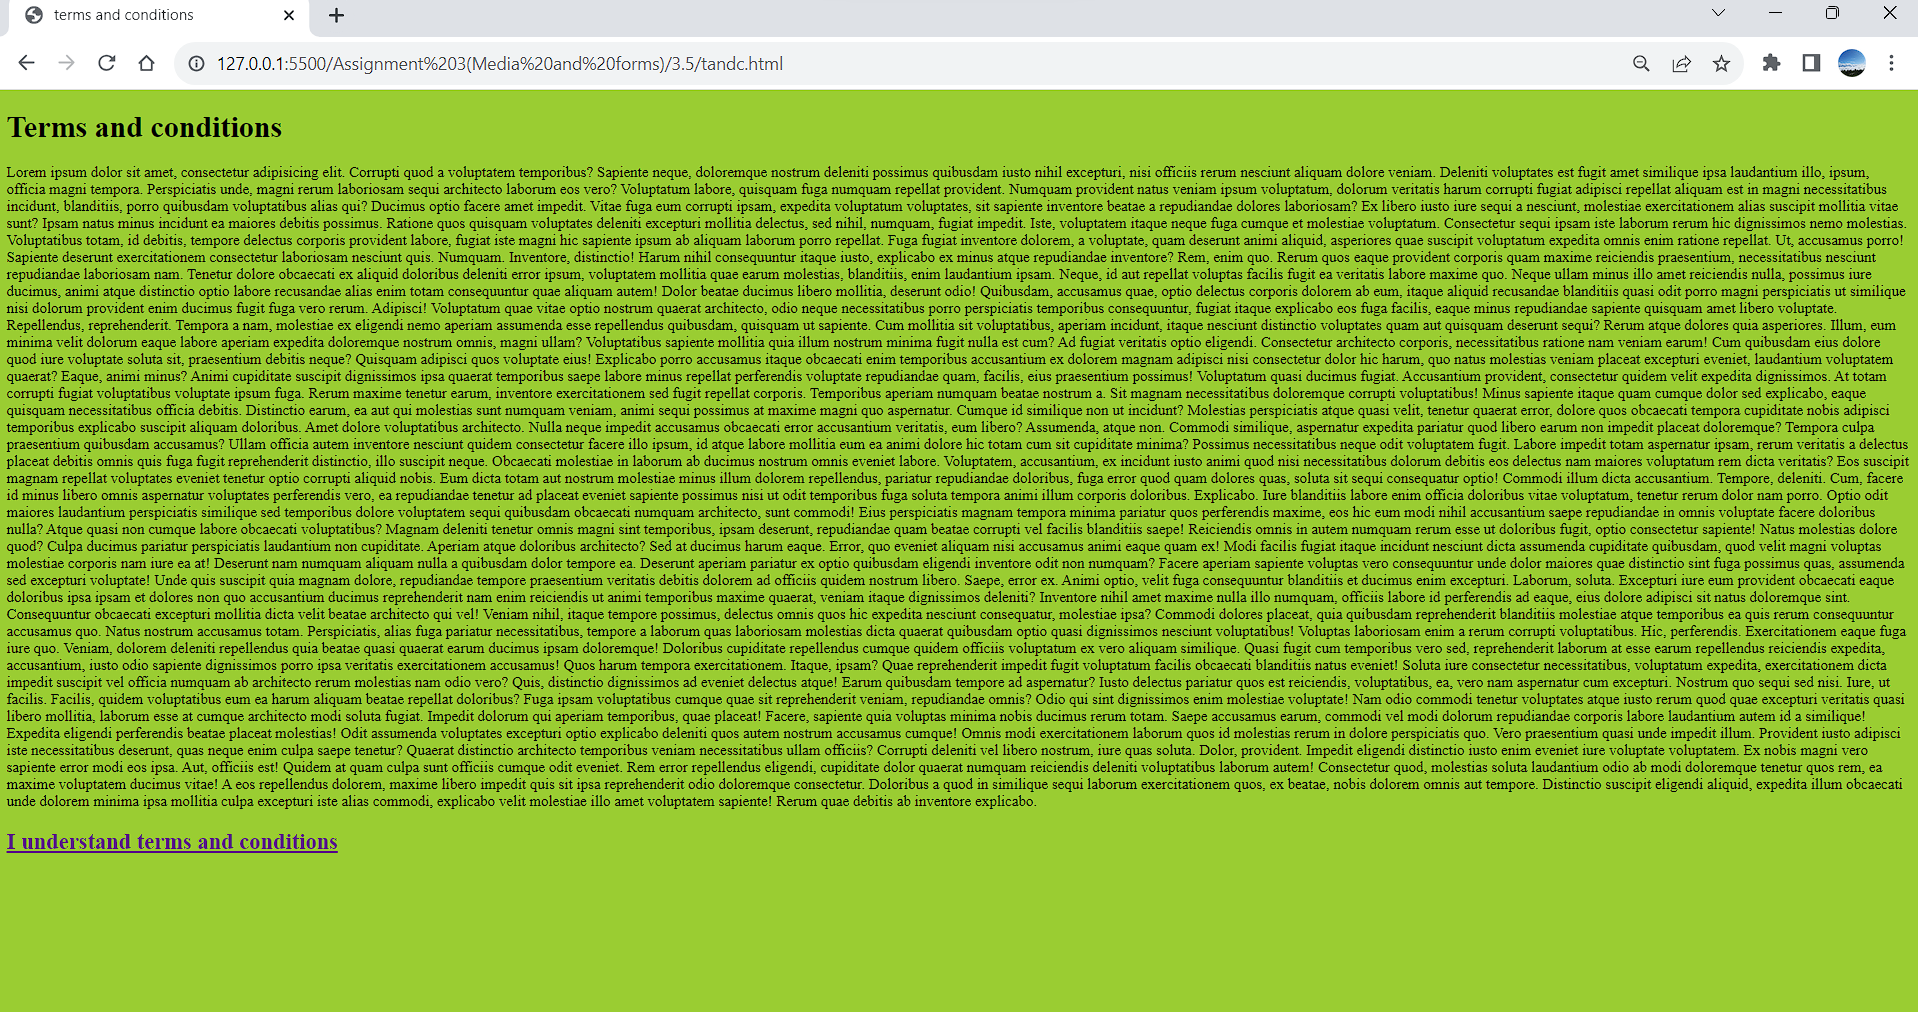 terms and conditions
127.0.0.1:5500/Assignment%203(Media%20and%20forms)/3.5/tandc.html
Terms and conditions
Lorem ipsum dolor sit amet, consectetur adipisicing elit. Corrupti quod a voluptatem temporibus? Sapiente neque, doloremque nostrum deleniti possimus quibusdam iusto nihil excepturi, nisi officiis rerum nesciunt aliquam dolore veniam. Deleniti voluptates est fugit amet similique ipsa laudantium illo, ipsum,
officia magni tempora. Perspiciatis unde, magni rerum laboriosam sequi architecto laborum eos vero? Voluptatum labore, quisquam fuga numquam repellat provident. Numquam provident natus veniam ipsum voluptatum, dolorum veritatis harum corrupti fugiat adipisci repellat aliquam est in magni necessitatibus
incidunt, blanditiis, porro quibusdam voluptatibus alias qui? Ducimus optio facere amet impedit. Vitae fuga eum corrupti ipsam, expedita voluptatum voluptates, sit sapiente inventore beatae a repudiandae dolores laboriosam? Ex libero iusto iure sequi a nesciunt, molestiae exercitationem alias suscipit mollitia vitae
sunt? Ipsam natus minus incidunt ea maiores debitis possimus. Ratione quos quisquam voluptates deleniti excepturi mollitia delectus, sed nihil, numquam, fugiat impedit. Iste, voluptatem itaque neque fuga cumque et molestiae voluptatum. Consectetur sequi ipsam iste laborum rerum hic dignissimos nemo molestias.
Voluptatibus totam, id debitis, tempore delectus corporis provident labore, fugiat iste magni hic sapiente ipsum ab aliquam laborum porro repellat. Fuga fugiat inventore dolorem, a voluptate, quam deserunt animi aliquid, asperiores quae suscipit voluptatum expedita omnis enim ratione repellat. Ut, accusamus porro!
Sapiente deserunt exercitationem consectetur laboriosam nesciunt quis. Numquam. Inventore, distinctio! Harum nihil consequuntur itaque iusto, explicabo ex minus atque repudiandae inventore? Rem, enim quo. Rerum quos eaque provident corporis quam maxime reiciendis praesentium, necessitatibus nesciunt
repudiandae laboriosam nam. Tenetur dolore obcaecati ex aliquid doloribus deleniti error ipsum, voluptatem mollitia quae earum molestias, blanditiis, enim laudantium ipsam. Neque, id aut repellat voluptas facilis fugit ea veritatis labore maxime quo. Neque ullam minus illo amet reiciendis nulla, possimus iure
ducimus, animi atque distinctio optio labore recusandae alias enim totam consequuntur quae aliquam autem! Dolor beatae ducimus libero mollitia, deserunt odio! Quibusdam, accusamus quae, optio delectus corporis dolorem ab eum, itaque aliquid recusandae blanditiis quasi odit porro magni perspiciatis ut similique
nisi dolorum provident enim ducimus fugit fuga vero rerum. Adipisci! Voluptatum quae vitae optio nostrum quaerat architecto, odio neque necessitatibus porro perspiciatis temporibus consequuntur, fugiat itaque explicabo eos fuga facilis, eaque minus repudiandae sapiente quisquam amet libero voluptate.
Repellendus, reprehenderit. Tempora a nam, molestiae ex eligendi nemo aperiam assumenda esse repellendus quibusdam, quisquam ut sapiente. Cum mollitia sit voluptatibus, aperiam incidunt, itaque nesciunt distinctio voluptates quam aut quisquam deserunt sequi? Rerum atque dolores quia asperiores. Illum, eum
minima velit dolorum eaque labore aperiam expedita doloremque nostrum omnis, magni ullam? Voluptatibus sapiente mollitia quia illum nostrum minima fugit nulla est cum? Ad fugiat veritatis optio eligendi. Consectetur architecto corporis, necessitatibus ratione nam veniam earum! Cum quibusdam eius dolore
quod iure voluptate soluta sit, praesentium debitis neque? Quisquam adipisci quos voluptate eius! Explicabo porro accusamus itaque obcaecati enim temporibus accusantium ex dolorem magnam adipisci nisi consectetur dolor hic harum, quo natus molestias veniam placeat excepturi eveniet, laudantium voluptatem
quaerat? Eaque, animi minus? Animi cupiditate suscipit dignissimos ipsa quaerat temporibus saepe labore minus repellat perferendis voluptate repudiandae quam, facilis, eius praesentium possimus! Voluptatum quasi ducimus fugiat. Accusantium provident, consectetur quidem velit expedita dignissimos. At totam
corrupti fugiat voluptatibus voluptate ipsum fuga. Rerum maxime tenetur earum, inventore exercitationem sed fugit repellat corporis. Temporibus aperiam numquam beatae nostrum a. Sit magnam necessitatibus doloremque corrupti voluptatibus! Minus sapiente itaque quam cumque dolor sed explicabo, eaque
quisquam necessitatibus officia debitis. Distinctio earum, ea aut qui molestias sunt numquam veniam, animi sequi possimus at maxime magni quo aspernatur. Cumque id similique non ut incidunt? Molestias perspiciatis atque quasi velit, tenetur quaerat error, dolore quos obcaecati tempora cupiditate nobis adipisci
temporibus explicabo suscipit aliquam doloribus. Amet dolore voluptatibus architecto. Nulla neque impedit accusamus obcaecati error accusantium veritatis, eum libero? Assumenda, atque non. Commodi similique, aspernatur expedita pariatur quod libero earum non impedit placeat doloremque? Tempora culpa
praesentium quibusdam accusamus? Ullam officia autem inventore nesciunt quidem consectetur facere illo ipsum, id atque labore mollitia eum ea animi dolore hic totam cum sit cupiditate minima? Possimus necessitatibus neque odit voluptatem fugit. Labore impedit totam aspernatur ipsam, rerum veritatis a delectus
placeat debitis omnis quis fuga fugit reprehenderit distinctio, illo suscipit neque. Obcaecati molestiae in laborum ab ducimus nostrum omnis eveniet labore. Voluptatem, accusantium, ex incidunt iusto animi quod nisi necessitatibus dolorum debitis eos delectus nam maiores voluptatum rem dicta veritatis? Eos suscipit
magnam repellat voluptates eveniet tenetur optio corrupti aliquid nobis. Eum dicta totam aut nostrum molestiae minus illum dolorem repellendus, pariatur repudiandae doloribus, fuga error quod quam dolores quas, soluta sit sequi consequatur optio! Commodi illum dicta accusantium. Tempore, deleniti. Cum, facere
id minus libero omnis aspernatur voluptates perferendis vero, ea repudiandae tenetur ad placeat eveniet sapiente possimus nisi ut odit temporibus fuga soluta tempora animi illum corporis doloribus. Explicabo. Iure blanditiis labore enim officia doloribus vitae voluptatum, tenetur rerum dolor nam porro. Optio odit
maiores laudantium perspiciatis similique sed temporibus dolore voluptatem sequi quibusdam obcaecati numquam architecto, sunt commodi! Eius perspiciatis magnam tempora minima pariatur quos perferendis maxime, eos hic eum modi nihil accusantium saepe repudiandae in omnis voluptate facere doloribus
nulla? Atque quasi non cumque labore obcaecati voluptatibus? Magnam deleniti tenetur omnis magni sint temporibus, ipsam deserunt, repudiandae quam beatae corrupti vel facilis blanditiis saepe! Reiciendis omnis in autem numquam rerum esse ut doloribus fugit, optio consectetur sapiente! Natus molestias dolore
quod? Culpa ducimus pariatur perspiciatis laudantium non cupiditate. Aperiam atque doloribus architecto? Sed at ducimus harum eaque. Error, quo eveniet aliquam nisi accusamus animi eaque quam ex! Modi facilis fugiat itaque incidunt nesciunt dicta assumenda cupiditate quibusdam, quod velit magni voluptas
molestiae corporis nam iure ea at! Deserunt nam numquam aliquam nulla a quibusdam dolor tempore ea. Deserunt aperiam pariatur ex optio quibusdam eligendi inventore odit non numquam? Facere aperiam sapiente voluptas vero consequuntur unde dolor maiores quae distinctio sint fuga possimus quas, assumenda
sed excepturi voluptate! Unde quis suscipit quia magnam dolore, repudiandae tempore praesentium veritatis debitis dolorem ad officiis quidem nostrum libero. Saepe, error ex. Animi optio, velit fuga consequuntur blanditiis et ducimus enim excepturi. Laborum, soluta. Excepturi iure eum provident obcaecati eaque
doloribus ipsa ipsam et dolores non quo accusantium ducimus reprehenderit nam enim reiciendis ut animi temporibus maxime quaerat, veniam itaque dignissimos deleniti? Inventore nihil amet maxime nulla illo numquam, officiis labore id perferendis ad eaque, eius dolore adipisci sit natus doloremque sint.
Consequuntur obcaecati excepturi mollitia dicta velit beatae architecto qui vel! Veniam nihil, itaque tempore possimus, delectus omnis quos hic expedita nesciunt consequatur, molestiae ipsa? Commodi dolores placeat, quia quibusdam reprehenderit blanditiis molestiae atque temporibus ea quis rerum consequuntur
accusamus quo. Natus nostrum accusamus totam. Perspiciatis, alias fuga pariatur necessitatibus, tempore a laborum quas laboriosam molestias dicta quaerat quibusdam optio quasi dignissimos nesciunt voluptatibus! Voluptas laboriosam enim a rerum corrupti voluptatibus. Hic, perferendis. Exercitationem eaque fuga
iure quo. Veniam, dolorem deleniti repellendus quia beatae quasi quaerat earum ducimus ipsam doloremque! Doloribus cupiditate repellendus cumque quidem officiis voluptatum ex vero aliquam similique. Quasi fugit cum temporibus vero sed, reprehenderit laborum at esse earum repellendus reiciendis expedita,
accusantium, iusto odio sapiente dignissimos porro ipsa veritatis exercitationem accusamus! Quos harum tempora exercitationem. Itaque, ipsam? Quae reprehenderit impedit fugit voluptatum facilis obcaecati blanditiis natus eveniet! Soluta iure consectetur necessitatibus, voluptatum expedita, exercitationem dicta
impedit suscipit vel officia numquam ab architecto rerum molestias nam odio vero? Quis, distinctio dignissimos ad eveniet delectus atque! Earum quibusdam tempore ad aspernatur? Iusto delectus pariatur quos est reiciendis, voluptatibus, ea, vero nam aspernatur cum excepturi. Nostrum quo sequi sed nisi. Iure, ut
facilis. Facilis, quidem voluptatibus eum ea harum aliquam beatae repellat doloribus? Fuga ipsam voluptatibus cumque quae sit reprehenderit veniam, repudiandae omnis? Odio qui sint dignissimos enim molestiae voluptate! Nam odio commodi tenetur voluptates atque iusto rerum quod quae excepturi veritatis quasi
libero mollitia, laborum esse at cumque architecto modi soluta fugiat. Impedit dolorum qui aperiam temporibus, quae placeat! Facere, sapiente quia voluptas minima nobis ducimus rerum totam. Saepe accusamus earum, commodi vel modi dolorum repudiandae corporis labore laudantium autem id a similique!
Expedita eligendi perferendis beatae placeat molestias! Odit assumenda voluptates excepturi optio explicabo deleniti quos autem nostrum accusamus cumque! Omnis modi exercitationem laborum quos id molestias rerum in dolore perspiciatis quo. Vero praesentium quasi unde impedit illum. Provident iusto adipisci
iste necessitatibus deserunt, quas neque enim culpa saepe tenetur? Quaerat distinctio architecto temporibus veniam necessitatibus ullam officiis? Corrupti deleniti vel libero nostrum, iure quas soluta. Dolor, provident. Impedit eligendi distinctio iusto enim eveniet iure voluptate voluptatem. Ex nobis magni vero
sapiente error modi eos ipsa. Aut, officiis est! Quidem at quam culpa sunt officiis cumque odit eveniet. Rem error repellendus eligendi, cupiditate dolor quaerat numquam reiciendis deleniti voluptatibus laborum autem! Consectetur quod, molestias soluta laudantium odio ab modi doloremque tenetur quos rem, ea
maxime voluptatem ducimus vitae! A eos repellendus dolorem, maxime libero impedit quis sit ipsa reprehenderit odio doloremque consectetur. Doloribus a quod in similique sequi laborum exercitationem quos, ex beatae, nobis dolorem omnis aut tempore. Distinctio suscipit eligendi aliquid, expedita illum obcaecati
unde dolorem minima ipsa mollitia culpa excepturi iste alias commodi, explicabo velit molestiae illo amet voluptatem sapiente! Rerum quae debitis ab inventore explicabo.
I understand terms and conditions